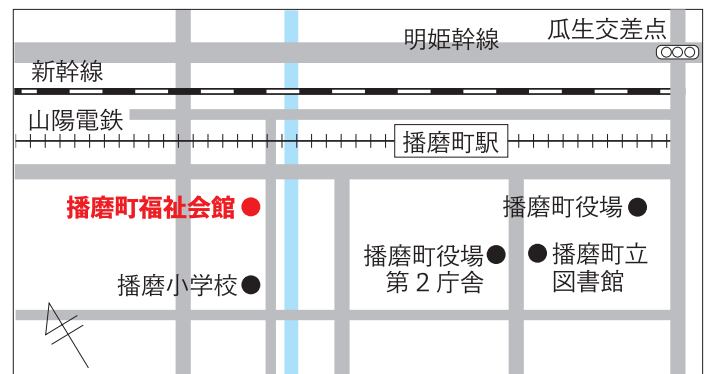 瓜生交差点
明姫幹線
新幹線
山陽電鉄
播磨町駅
播磨町福祉会館
播磨町役場
播磨町役場
第2庁舎
播磨町立
図書館
播磨小学校